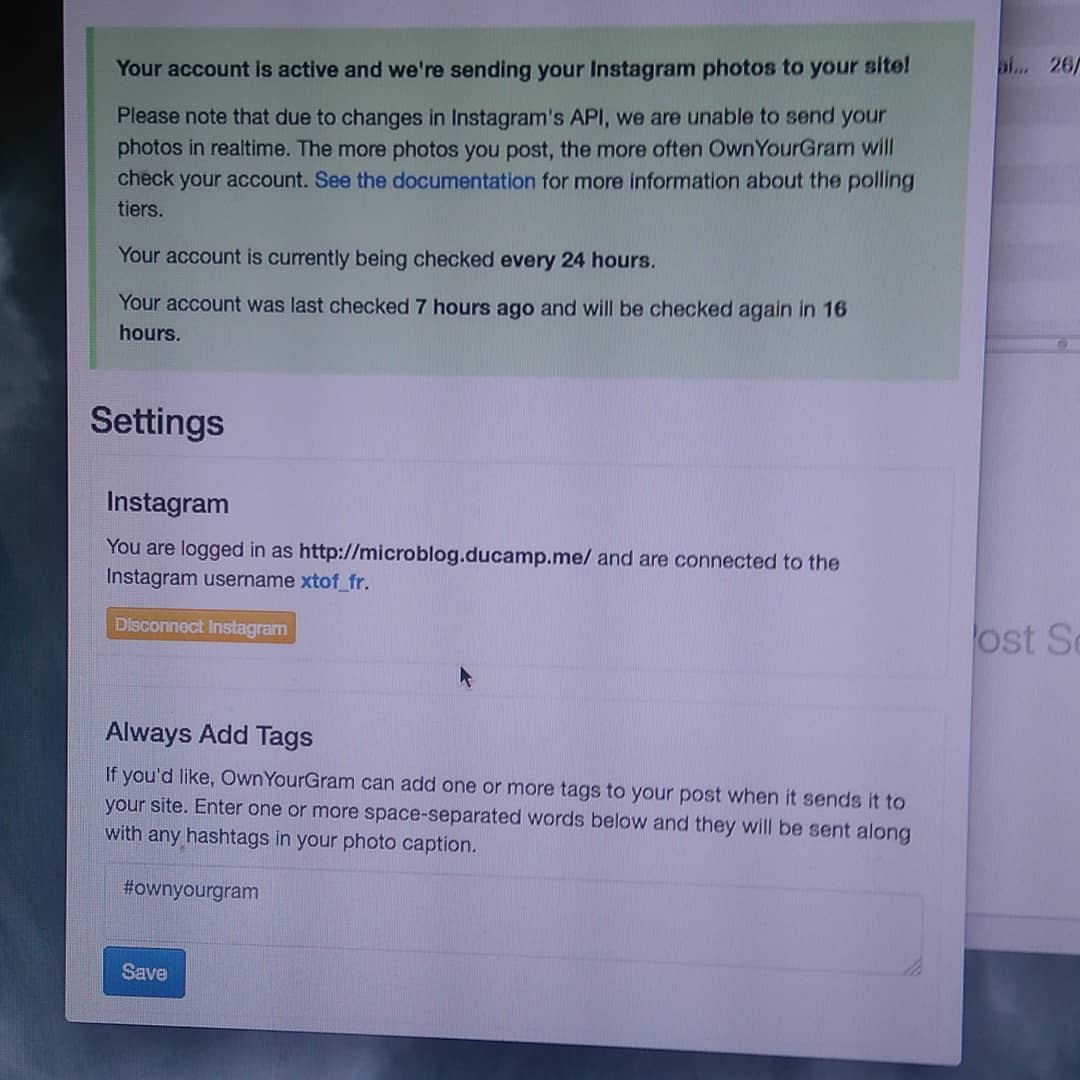 Your account is active and we're sending your Instagram photos to your site!
Please note that due to changes in Instagram's API, we are unable to send your
photos in realtime. The more photos you post, the more often OwnYourGram will
check your account. See the documentation for more information about the polling
tiers.
Your account is currently being checked every 24 hours.
Your account was last checked 7 hours ago and will be checked again in 16
hours.
Settings
Instagram
You are logged in as http://microblog.ducamp.me/ and are connected to the
Instagram username xtof_fr.
Disconnect Instagram
Always Add Tags
If you'd like, OwnYourGram can add one or more tags to your post when it sends it to
your site. Enter one or more space-separated words below and they will be sent along
with any hashtags in your photo caption.
#ownyourgram
Save
26/